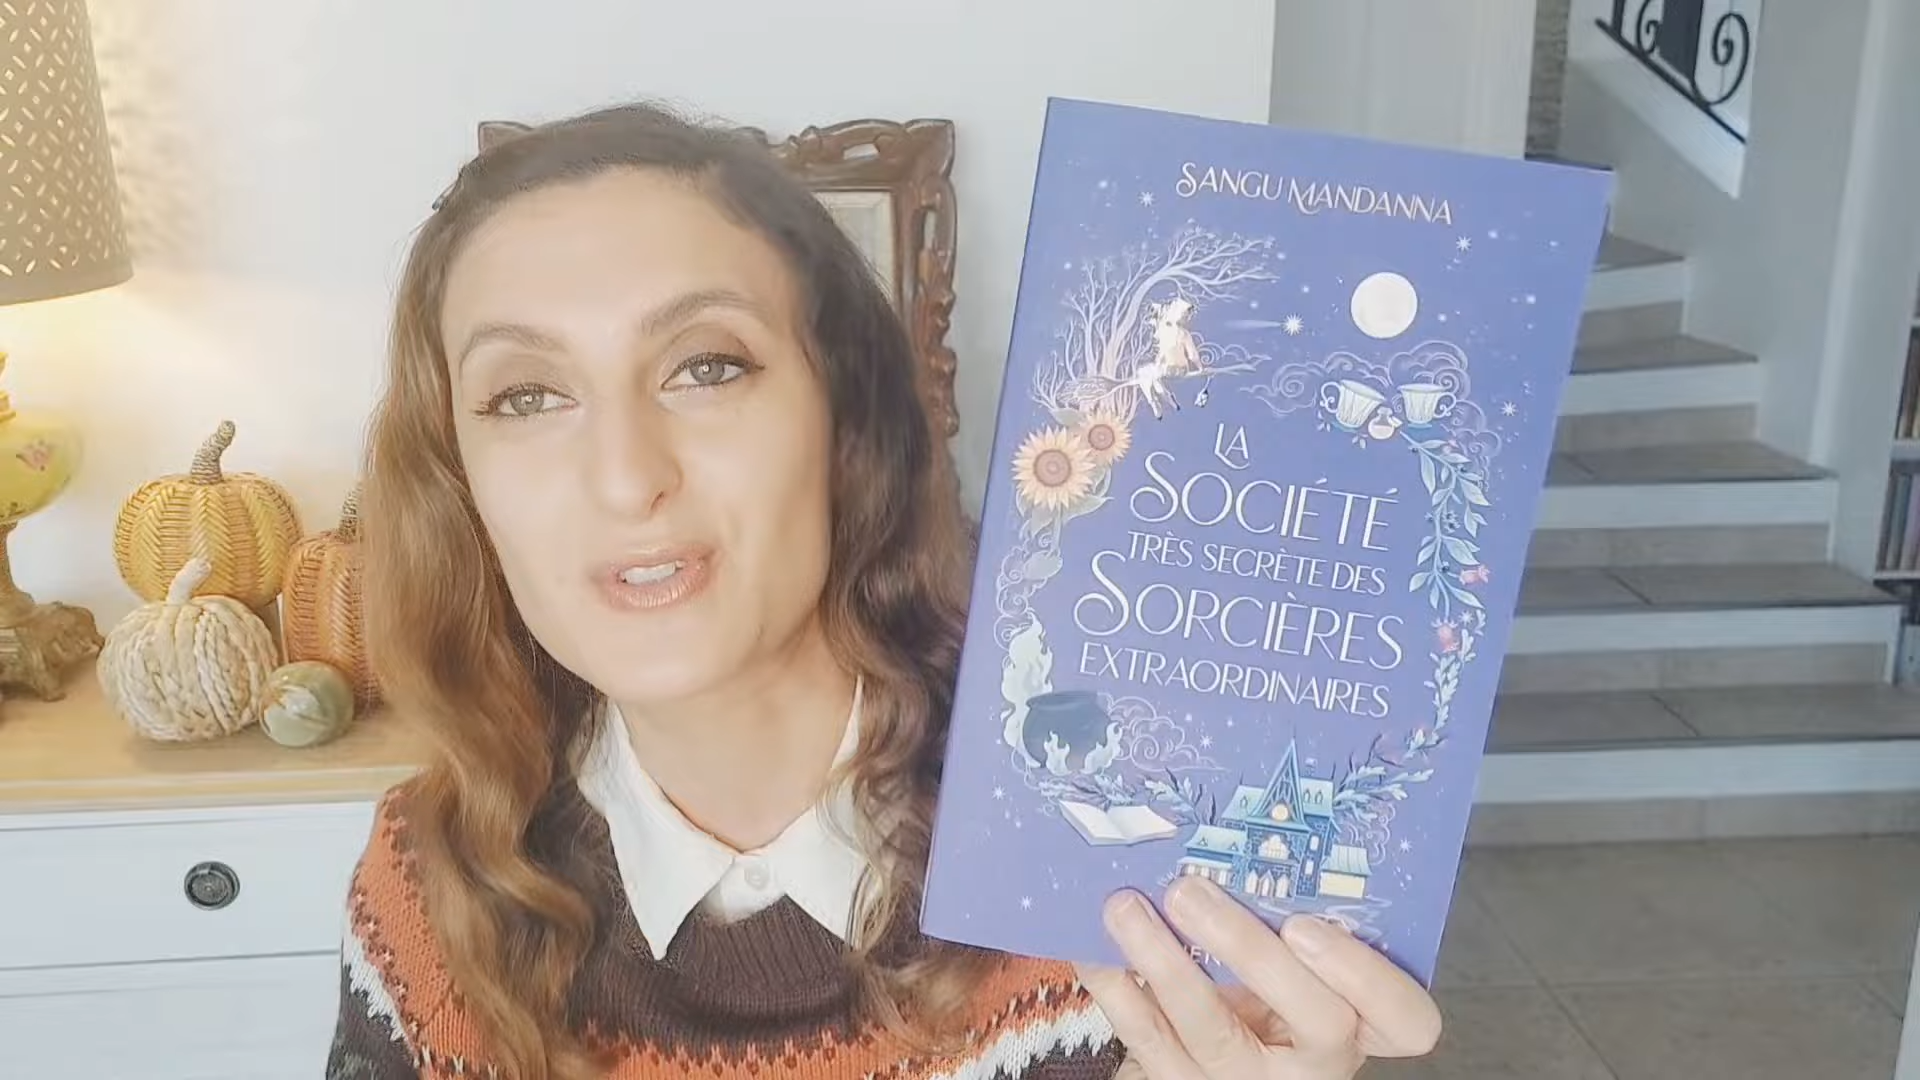 SANGU MANDANNA
LA
SOCIÉTÉ
TRÈS SECRÈTE DES
SORCIÈRES
EXTRAORDINAIRES